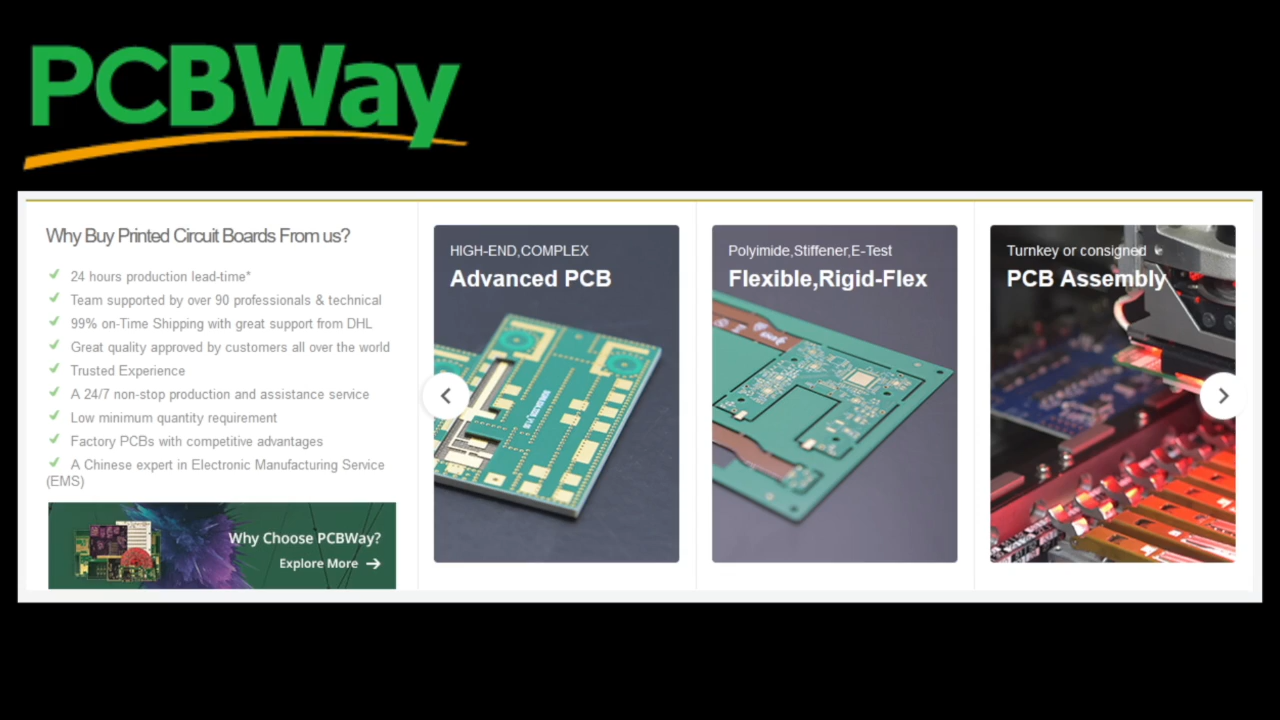 PCBWay
Why Buy Printed Circuit Boards From us?
24 hours production lead-time*
Team supported by over 90 professionals & technical
99% on-Time Shipping with great support from DHL
Great quality approved by customers all over the world
Trusted Experience
A 24/7 non-stop production and assistance service
Low minimum quantity requirement
Factory PCBs with competitive advantages
A Chinese expert in Electronic Manufacturing Service
(EMS)
Why Choose PCBWay?
Explore More
HIGH-END,COMPLEX
Advanced PCB
Polyimide,Stiffener,E-Test
Flexible,Rigid-Flex
Turnkey or consigned
PCB Assembly